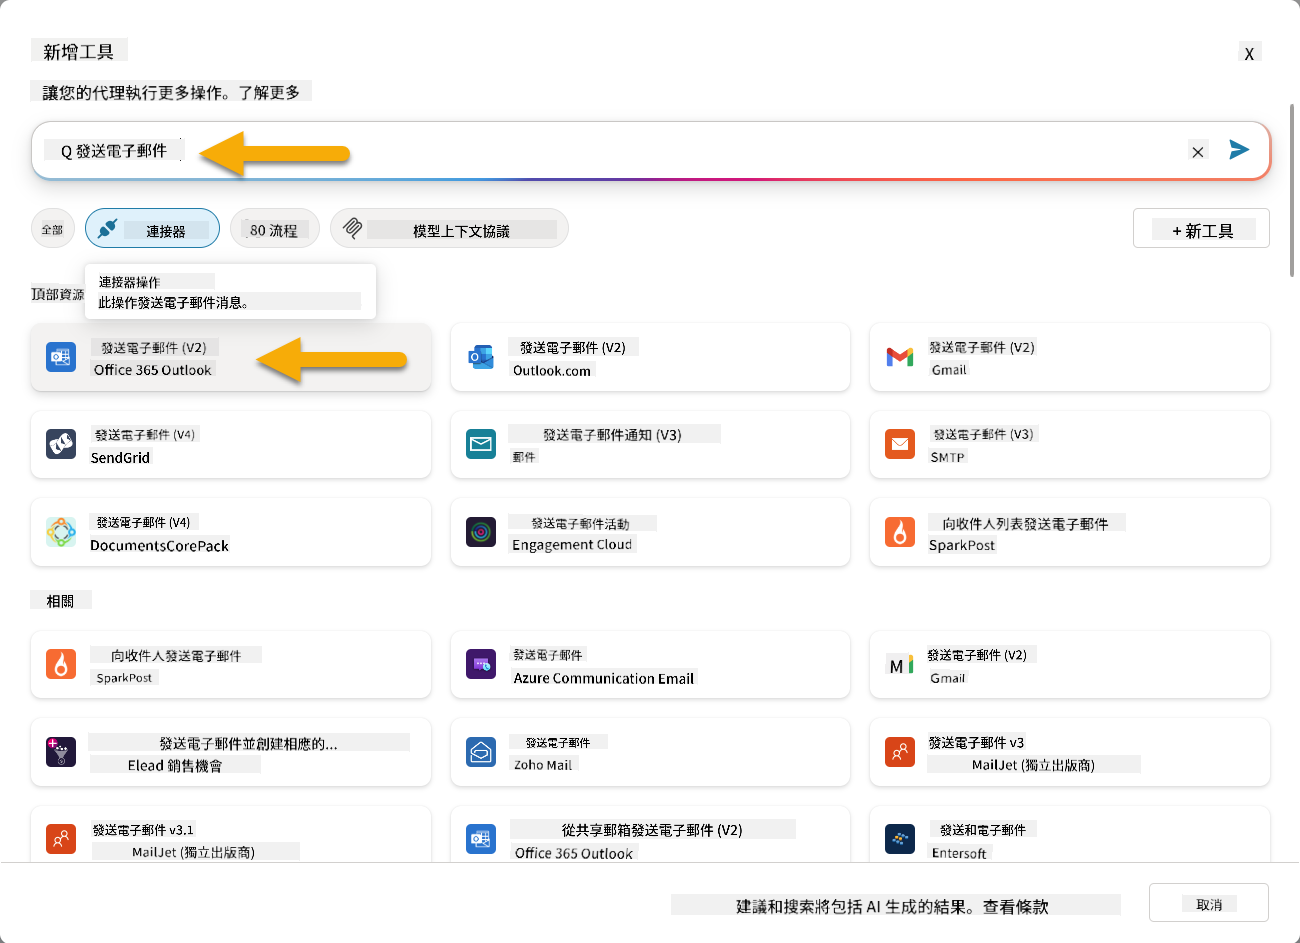 新增工具
X
讓您的代理執行更多操作。了解更多
Q 發送電子郵件
全部
連接器
80 流程
模型上下文協議
+ 新工具
連接器操作
此操作發送電子郵件消息。
頂部資源
發送電子郵件 (V2)
Office 365 Outlook
發送電子郵件 (V2)
Outlook.com
發送電子郵件 (V2)
Gmail
發送電子郵件 (V4)
SendGrid
發送電子郵件通知 (V3)
郵件
發送電子郵件 (V3)
SMTP
發送電子郵件 (V4)
DocumentsCorePack
發送電子郵件活動
Engagement Cloud
向收件人列表發送電子郵件
SparkPost
相關
向收件人發送電子郵件
SparkPost
發送電子郵件
Azure Communication Email
發送電子郵件 (V2)
Gmail
發送電子郵件並創建相應的...
Elead 銷售機會
發送電子郵件
Zoho Mail
發送電子郵件 v3
MailJet (獨立出版商)
發送電子郵件 v3.1
MailJet (獨立出版商)
從共享郵箱發送電子郵件 (V2)
Office 365 Outlook
發送和電子郵件
Entersoft
建議和搜索將包括 AI 生成的結果。查看條款
取消